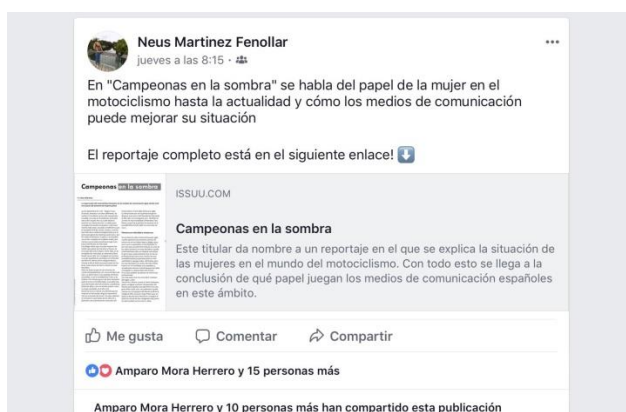 Neus Martinez Fenollar
jueves a las 8:15 ·
En "Campeonas en la sombra" se habla del papel de la mujer en el
motociclismo hasta la actualidad y cómo los medios de comunicación
puede mejorar su situación
El reportaje completo está en el siguiente enlace!
Campeonas en la sombra
ISSUU.COM
Campeonas en la sombra
Este titular da nombre a un reportaje en el que se explica la situación de
las mujeres en el mundo del motociclismo. Con todo esto se llega a la
conclusión de qué papel juegan los medios de comunicación españoles
en este ámbito.
Me gusta Comentar Compartir
Amparo Mora Herrero y 15 personas más
Amparo Mora Herrero y 10 personas más han compartido esta publicación